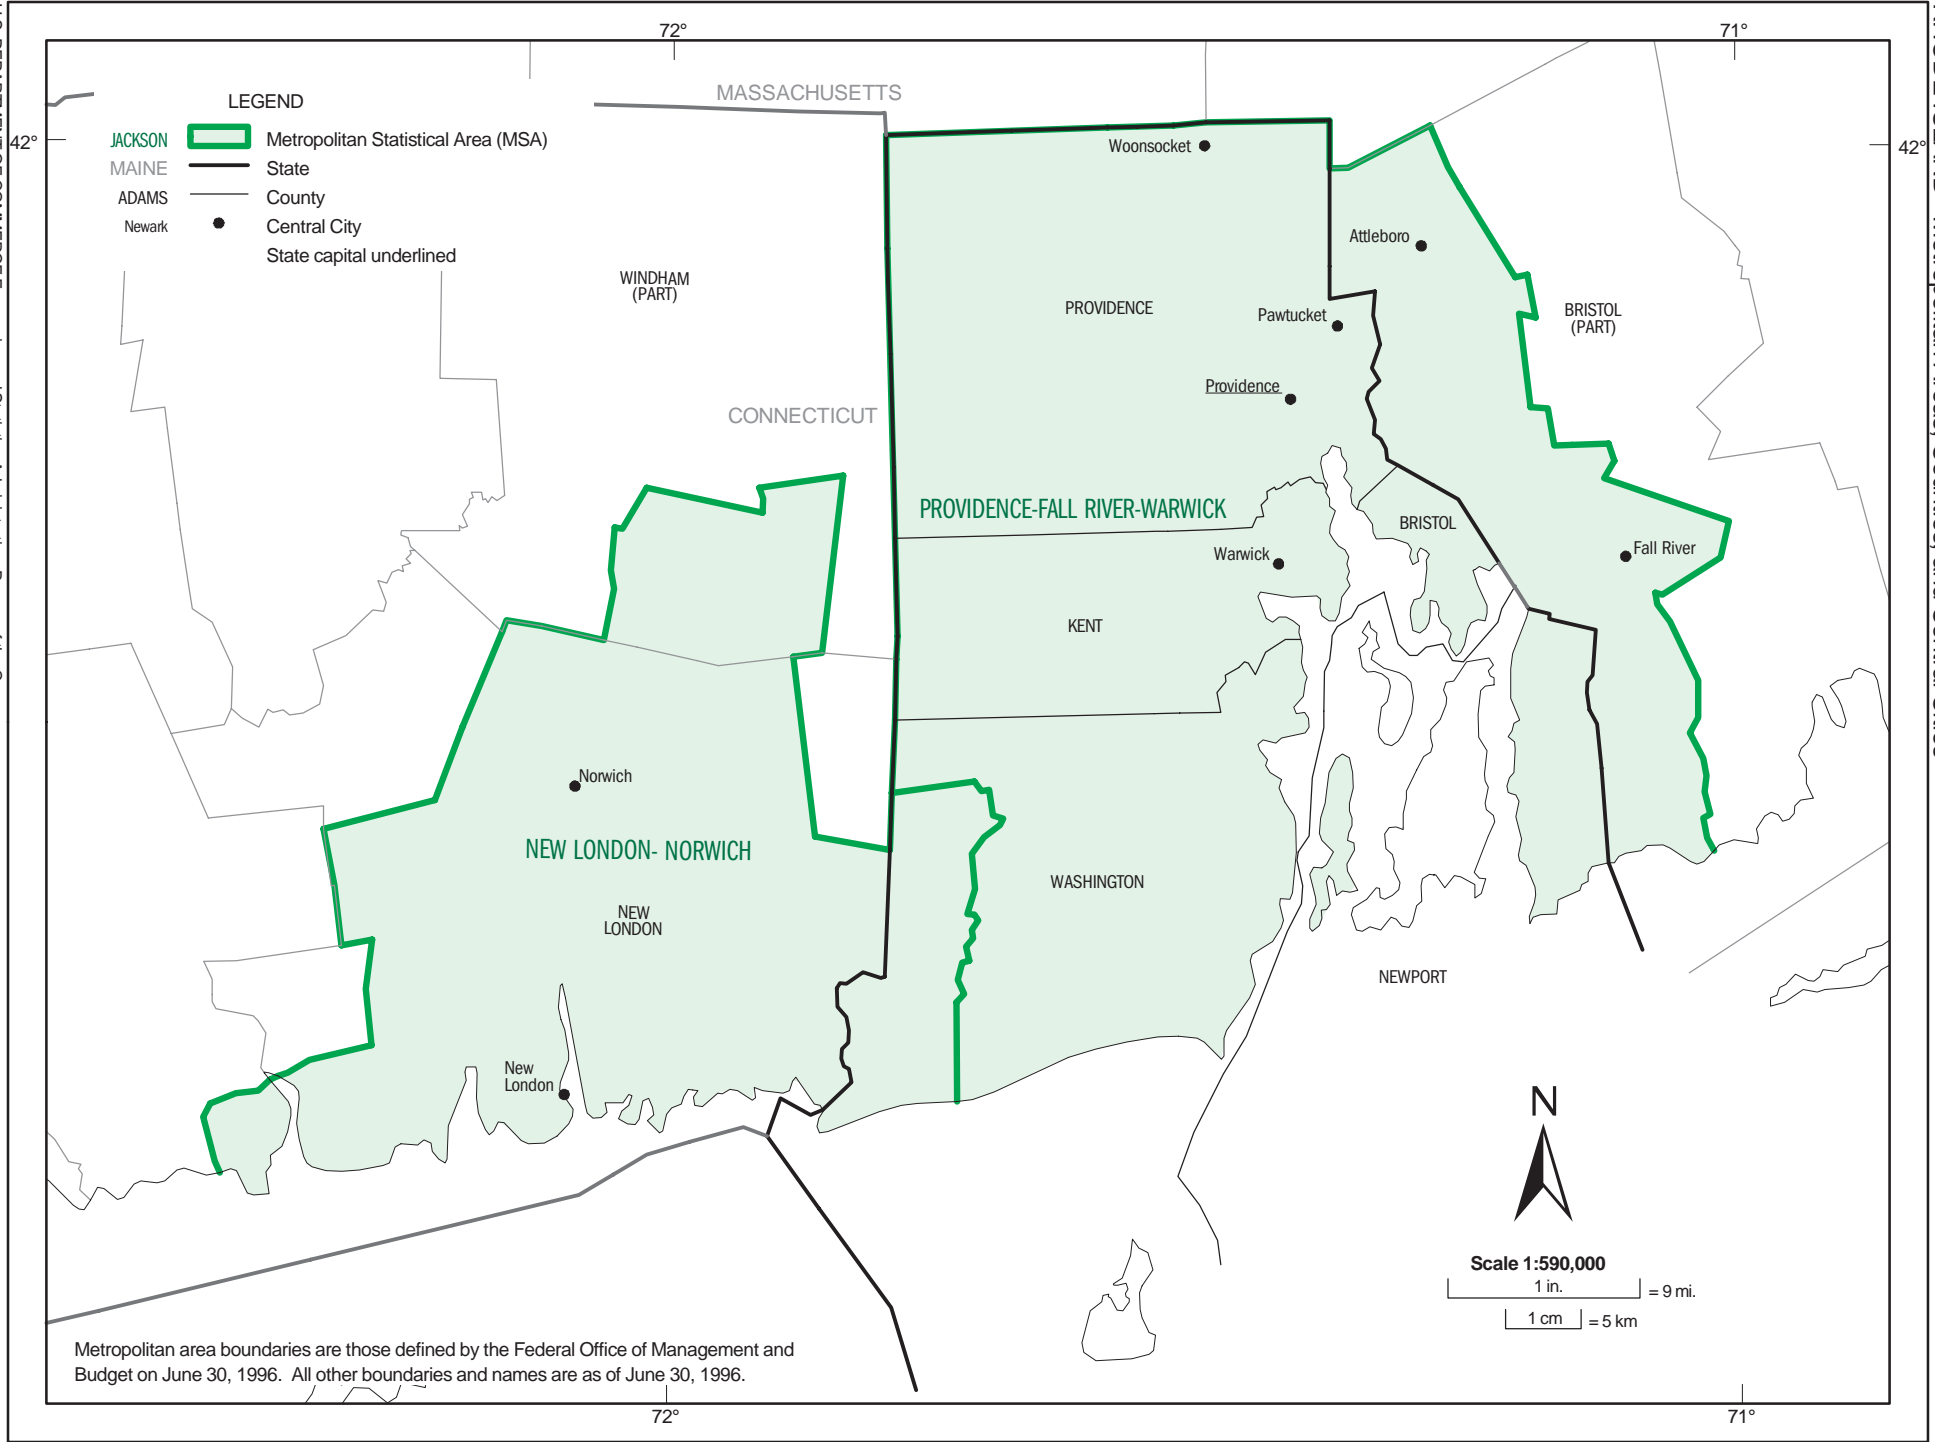 72°
71°
42°
42°
LEGEND
JACKSON
Metropolitan Statistical Area (MSA)
MAINE
State
ADAMS
County
Newark
Central City
State capital underlined
MASSACHUSETTS
Woonsocket
Attleboro
WINDHAM
(PART)
PROVIDENCE
Pawtucket
BRISTOL
(PART)
Providence
CONNECTICUT
PROVIDENCE-FALL RIVER-WARWICK
BRISTOL
Warwick
Fall River
KENT
Norwich
NEW LONDON- NORWICH
WASHINGTON
NEW
LONDON
NEWPORT
New
London
N
Scale 1:590,000
1 in.
= 9 mi.
1 cm
= 5 km
Metropolitan area boundaries are those defined by the Federal Office of Management and
Budget on June 30, 1996.  All other boundaries and names are as of June 30, 1996.
72°
71°